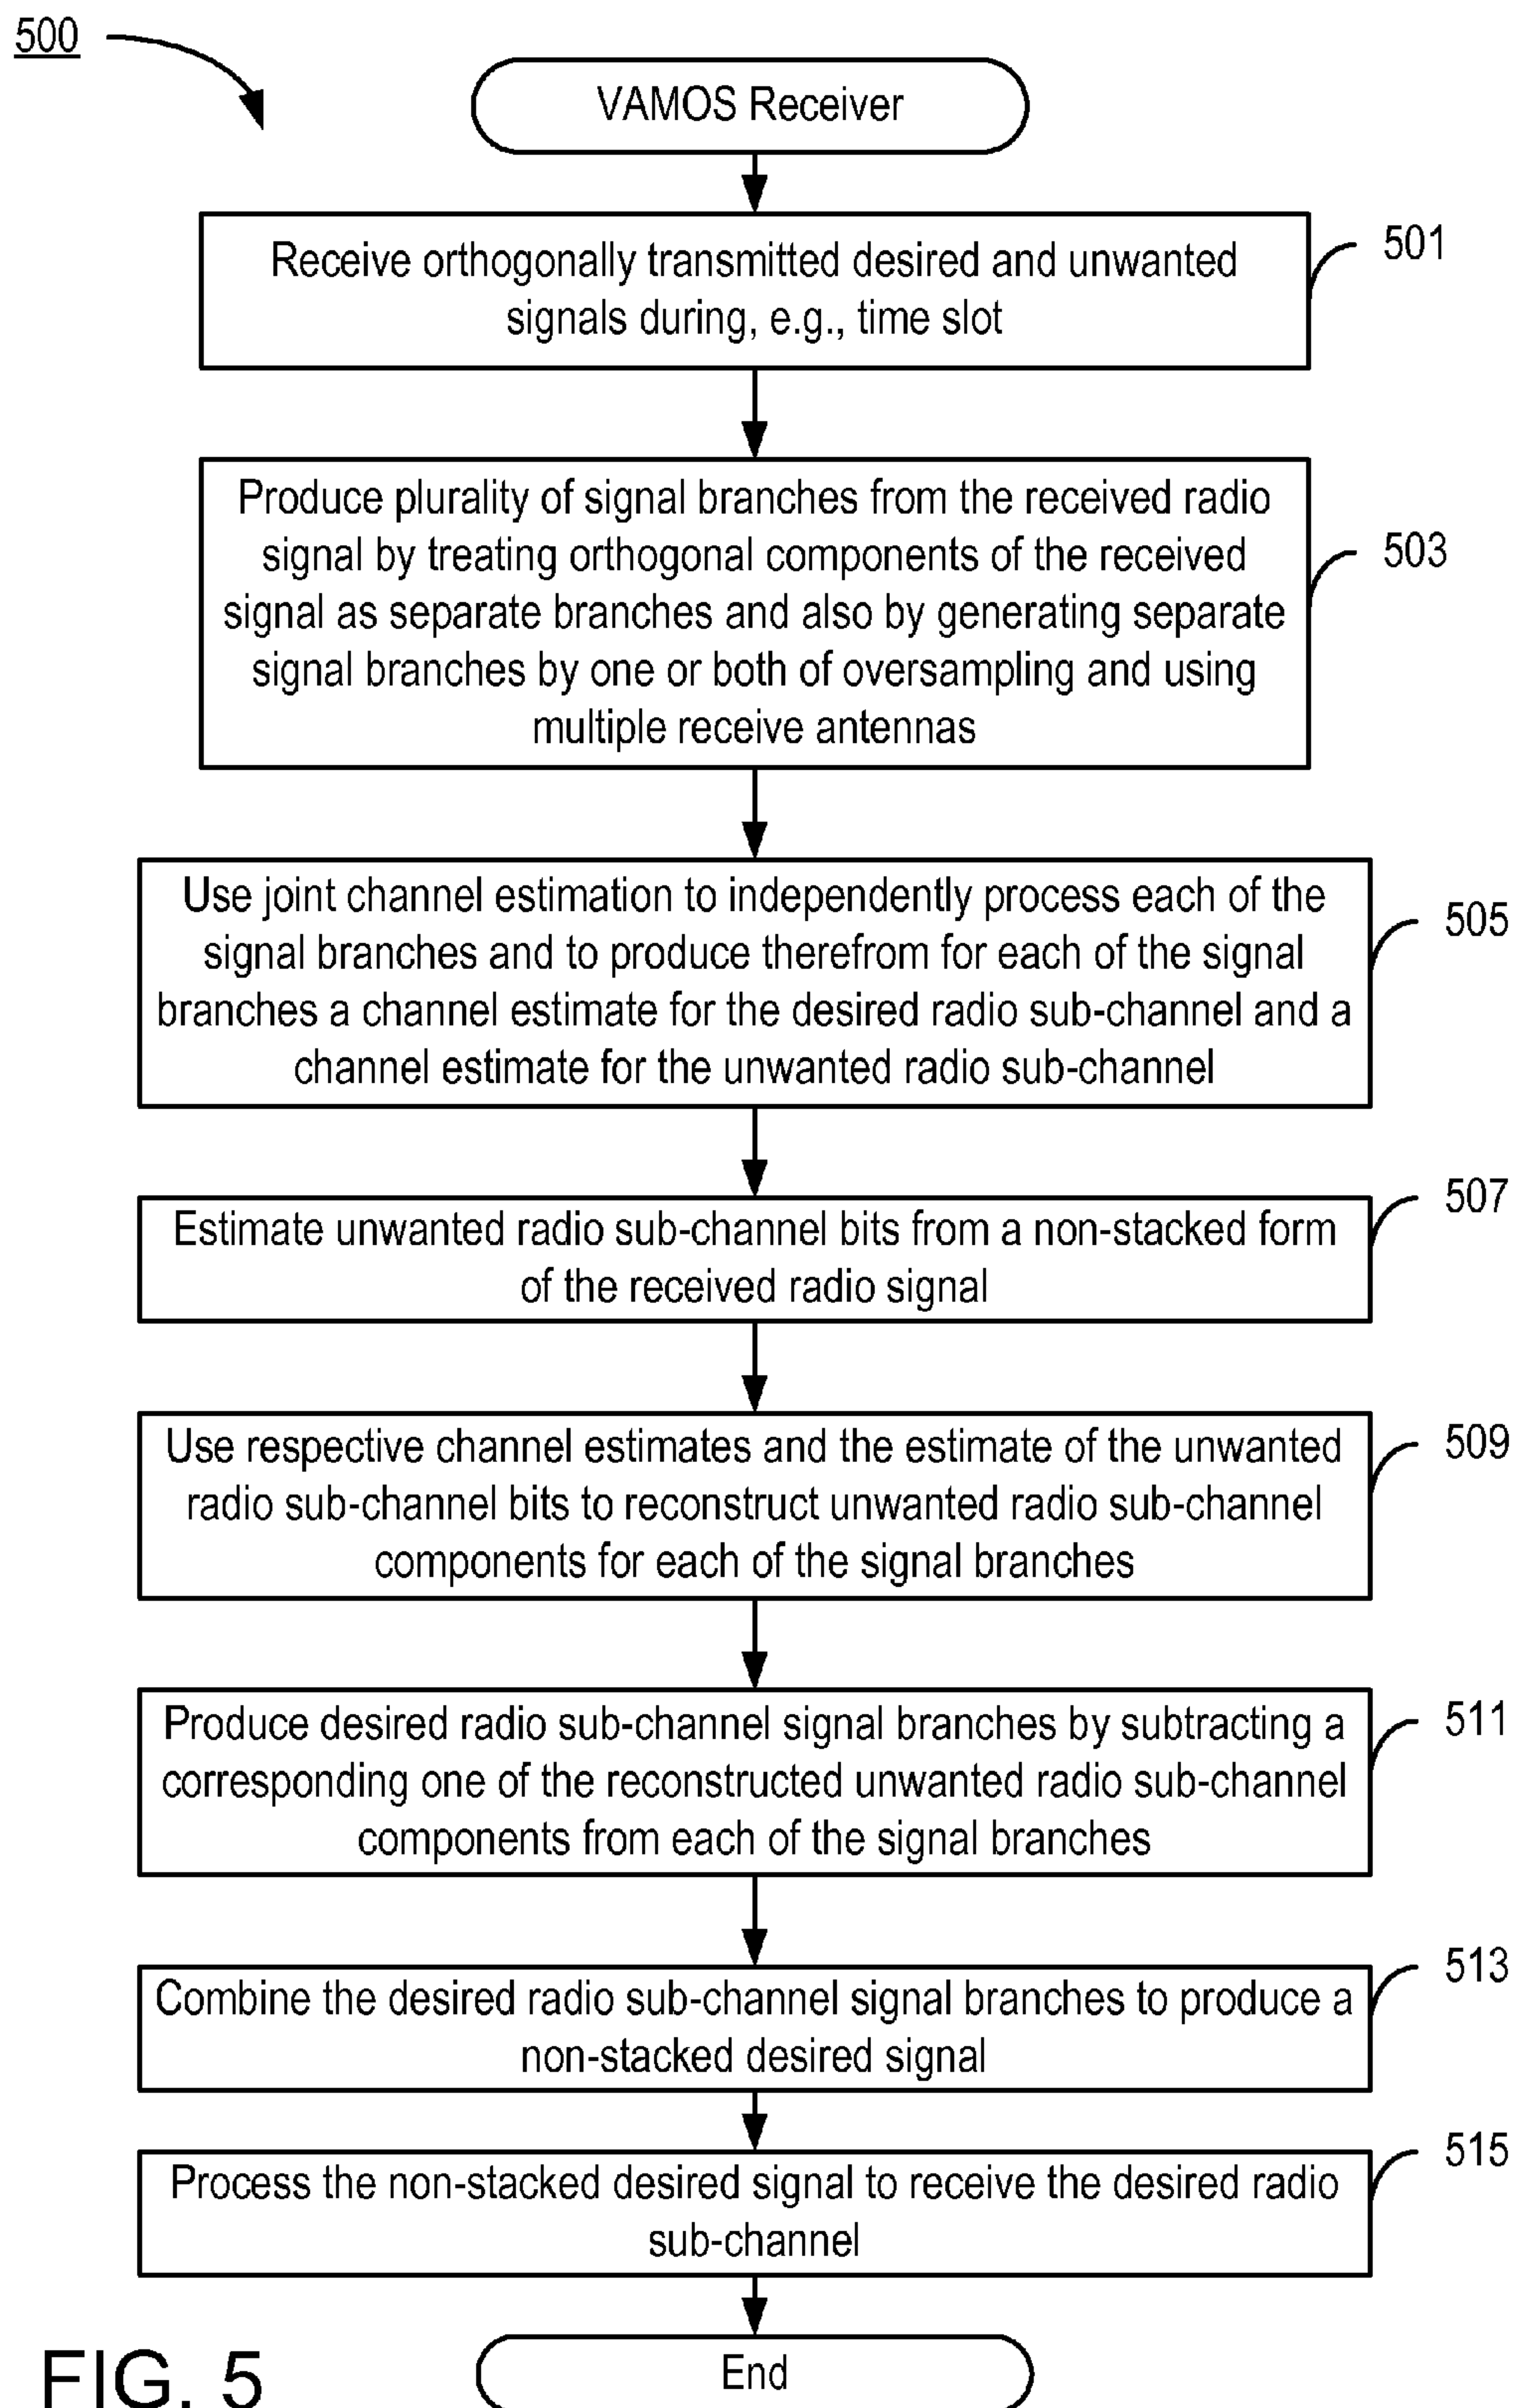 500
VAMOS Receiver
Receive orthogonally transmitted desired and unwanted
signals during, e.g., time slot
501
Produce plurality of signal branches from the received radio
signal by treating orthogonal components of the received
signal as separate branches and also by generating separate
signal branches by one or both of oversampling and using
multiple receive antennas
503
Use joint channel estimation to independently process each of the
signal branches and to produce therefrom for each of the signal
branches a channel estimate for the desired radio sub-channel and a
channel estimate for the unwanted radio sub-channel
505
Estimate unwanted radio sub-channel bits from a non-stacked form
of the received radio signal
507
Use respective channel estimates and the estimate of the unwanted
radio sub-channel bits to reconstruct unwanted radio sub-channel
components for each of the signal branches
509
Produce desired radio sub-channel signal branches by subtracting a
corresponding one of the reconstructed unwanted radio sub-channel
components from each of the signal branches
511
Combine the desired radio sub-channel signal branches to produce a
non-stacked desired signal
513
Process the non-stacked desired signal to receive the desired radio
sub-channel
515
End
FIG. 5